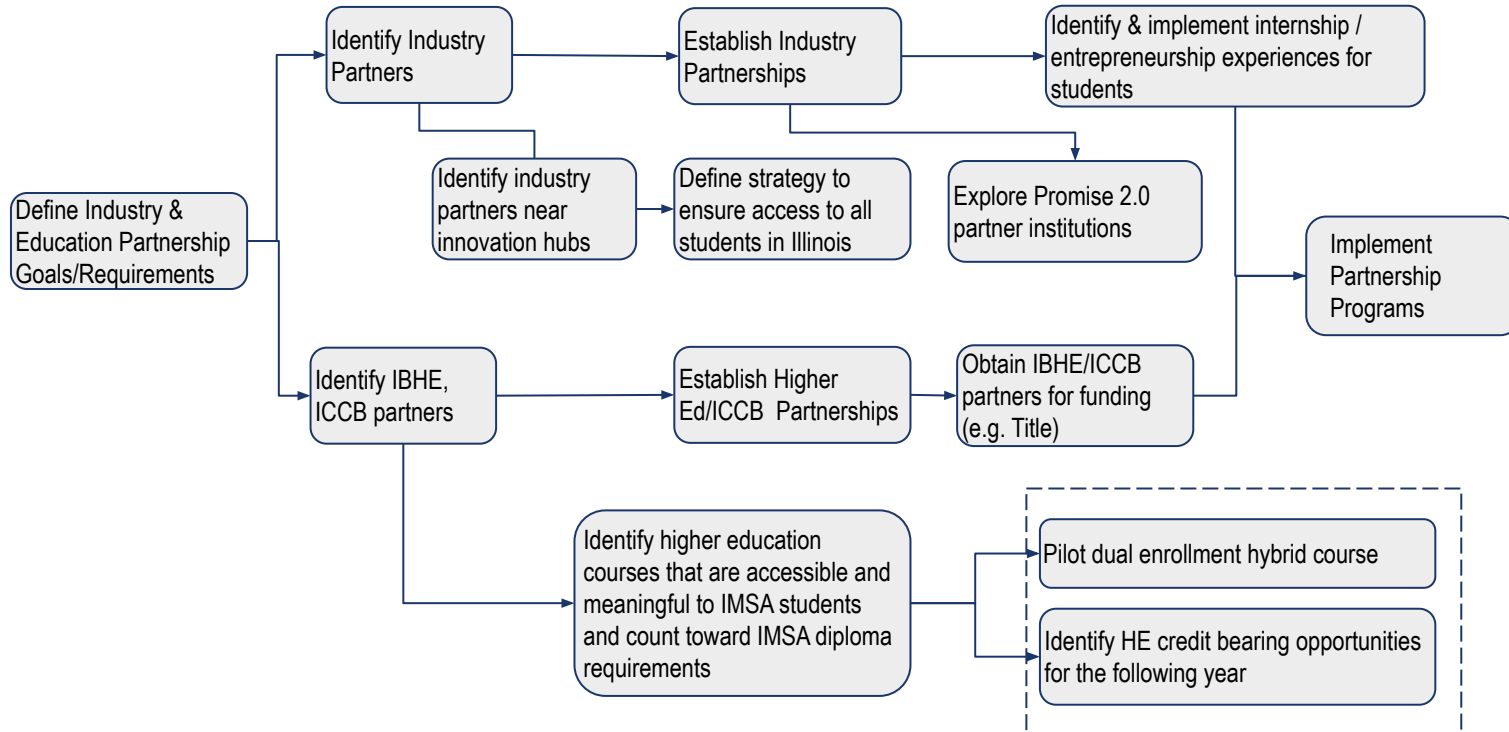 Identify Industry
Partners
Establish Industry
Partnerships
Identify & implement internship /
entrepreneurship experiences for
students
Identify industry
partners near
innovation hubs
Define strategy to
ensure access to all
students in Illinois
Explore Promise 2.0
partner institutions
Define Industry &
Education Partnership
Goals/Requirements
Implement
Partnership
Programs
Identify IBHE,
ICCB partners
Establish Higher
Ed/ICCB Partnerships
Obtain IBHE/ICCB
partners for funding
(e.g. Title)
Identify higher education
courses that are accessible and
meaningful to IMSA students
and count toward IMSA diploma
requirements
Pilot dual enrollment hybrid course
Identify HE credit bearing opportunities
for the following year